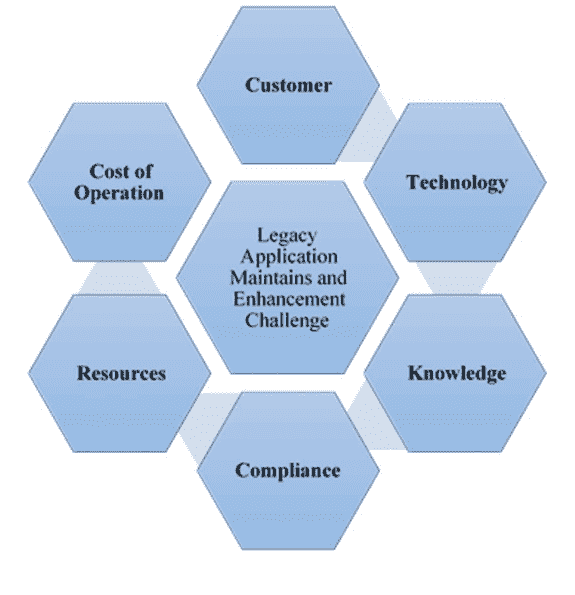 Customer
Technology
Knowledge
Compliance
Resources
Cost of
Operation
Legacy
Application
Maintains and
Enhancement
Challenge